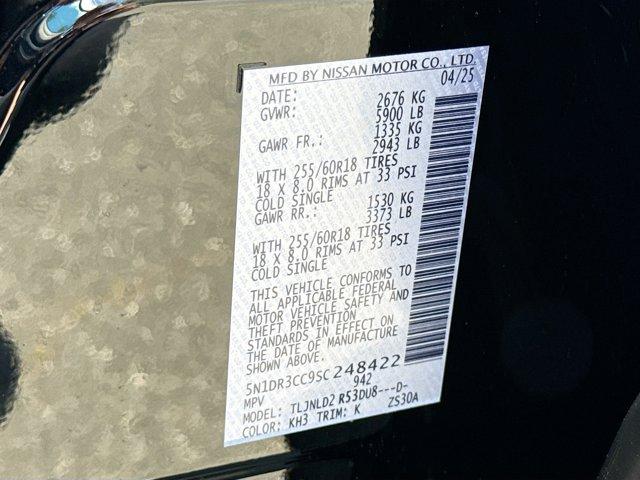 MFD BY NISSAN MOTOR CO., LTD.
DATE: 04/25
GVWR: 2676 KG
5900 LB
GAWR FR.: 1335 KG
2943 LB
WITH 255/60R18 TIRES
18 X 8.0 RIMS AT 33 PSI
COLD SINGLE
GAWR RR.: 1530 KG
3373 LB
WITH 255/60R18 TIRES
18 X 8.0 RIMS AT 33 PSI
COLD SINGLE
THIS VEHICLE CONFORMS TO
ALL APPLICABLE FEDERAL
MOTOR VEHICLE SAFETY AND
THEFT PREVENTION
STANDARDS IN EFFECT ON
THE DATE OF MANUFACTURE
SHOWN ABOVE.
5N1DR3CC9SC248422
MPV 942
MODEL: TLJNLD2 R53DU8---D-
COLOR: KH3 TRIM: K ZS30A